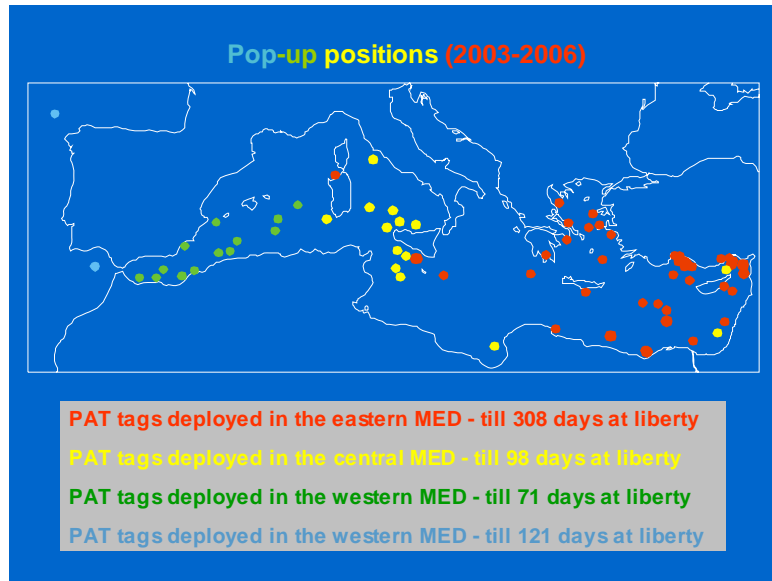 Pop-up positions (2003-2006)
PAT tags deployed in the eastern MED - till 308 days at liberty
PAT tags deployed in the central MED - till 98 days at liberty
PAT tags deployed in the western MED - till 71 days at liberty
PAT tags deployed in the western MED - till 121 days at liberty